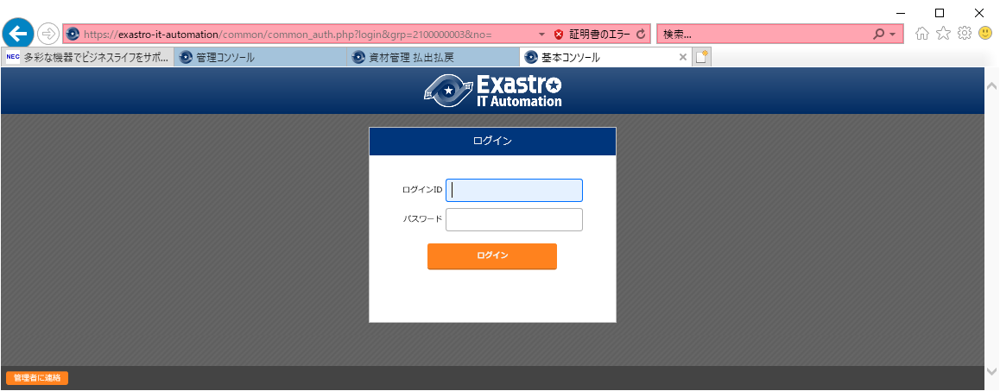 https://exastro-it-automation/common/common_auth.php?login&grp=2100000003&no=
証明書のエラー
検索...
NEC 多彩な機器でビジネスライフをサポ...
管理コンソール
資材管理 払出払戻
基本コンソール
Exastro
IT Automation
ログイン
ログインID
パスワード
ログイン
管理者に連絡